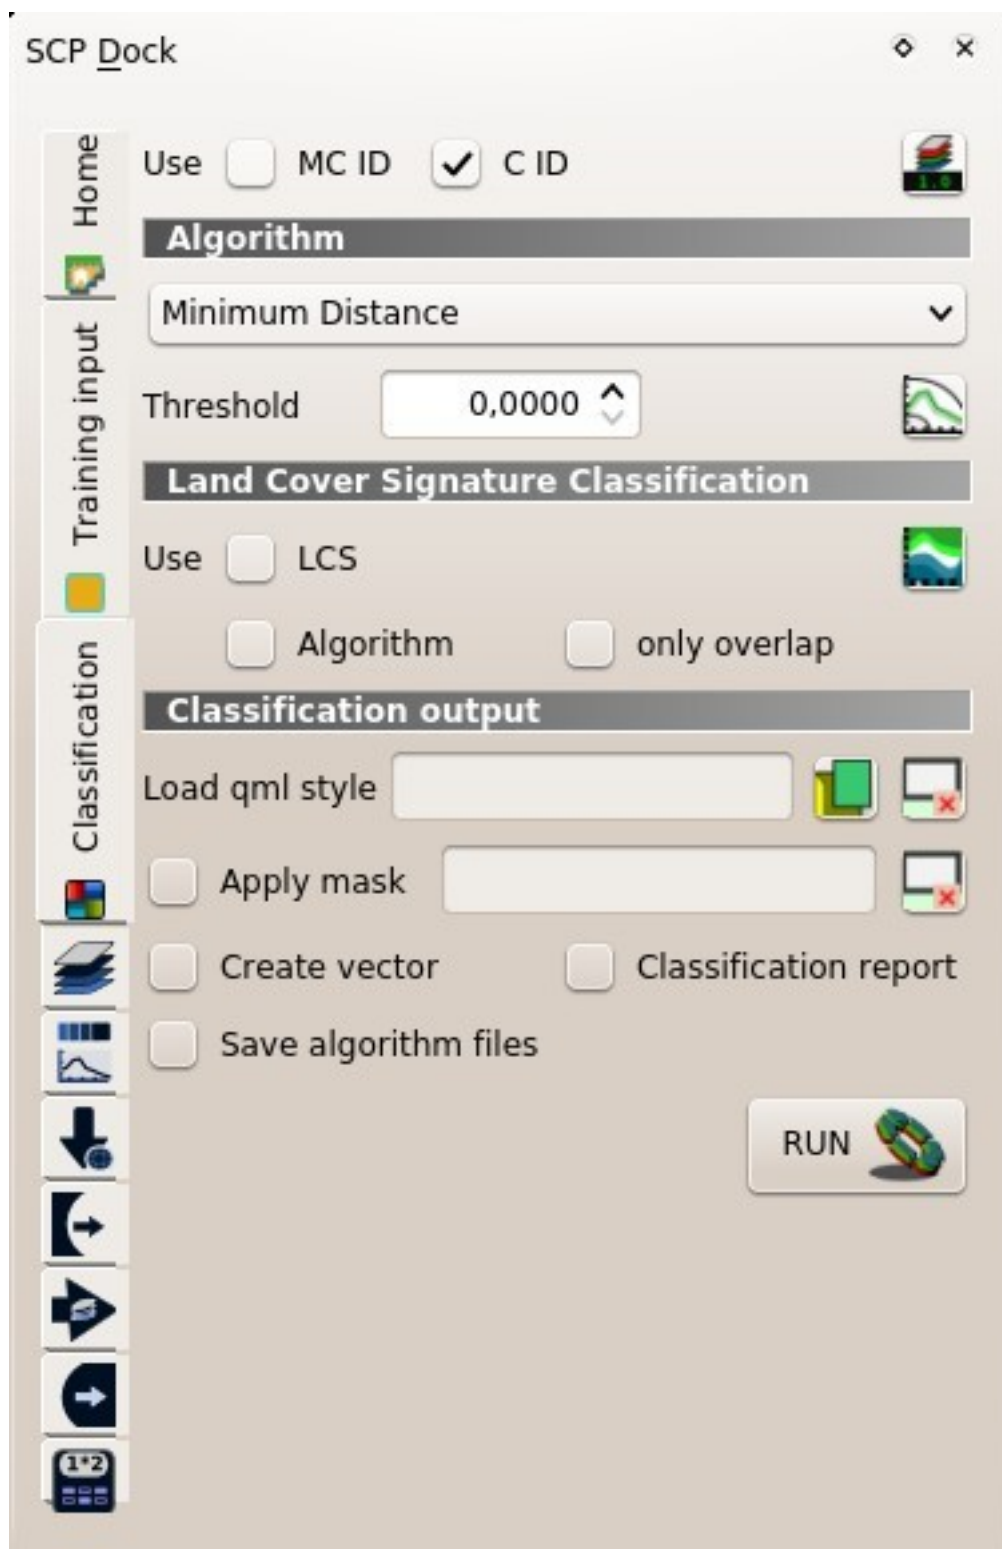 SCP Dock
Home
Training input
Classification
Use MC ID C ID
1.0
Algorithm
Minimum Distance
Threshold 0,0000
Land Cover Signature Classification
Use LCS
Algorithm only overlap
Classification output
Load qml style
Apply mask
Create vector Classification report
Save algorithm files
RUN
1*2